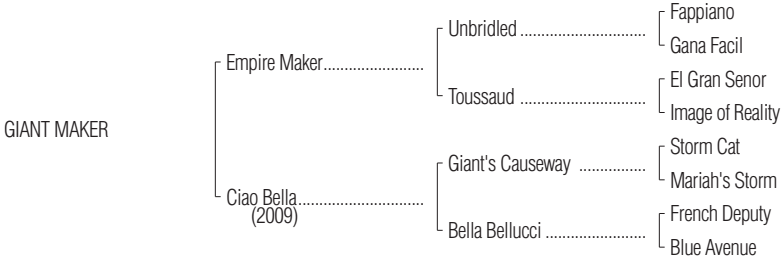 Fappiano
Unbridled ..................................
Gana Facil
Empire Maker...........................
El Gran Senor
Toussaud ..................................
Image of Reality
GIANT MAKER
Storm Cat
Giant's Causeway ..................
Mariah's Storm
Ciao Bella..................................
(2009)
French Deputy
Bella Bellucci ...........................
Blue Avenue